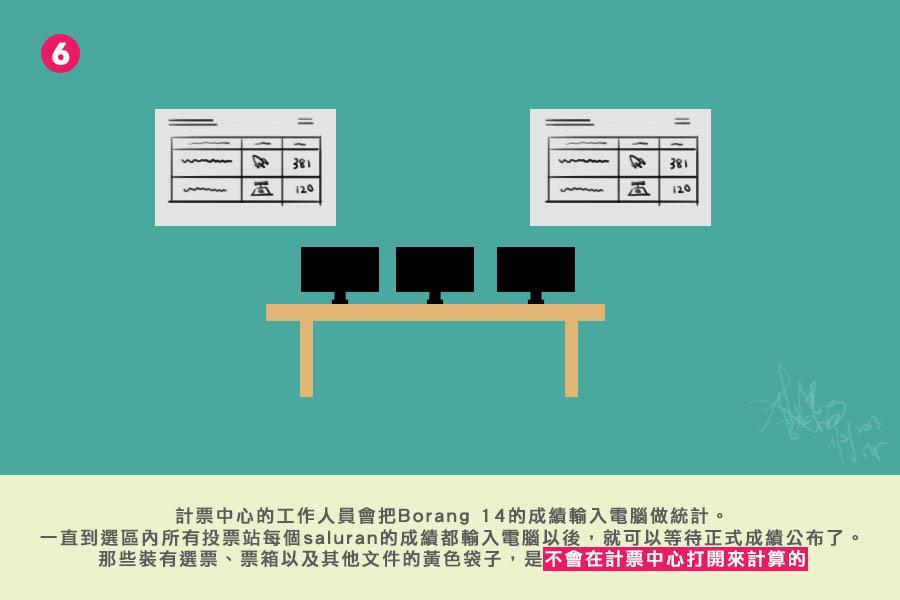 6
381
120
381
120
計票中心的工作人員會把Borang 14的成績輸入電腦做統計。
一直到選區內所有投票站每個saluran的成績都輸入電腦以後，就可以等待正式成績公布了。
那些裝有選票、票箱以及其他文件的黃色袋子，是不會在計票中心打開來計算的